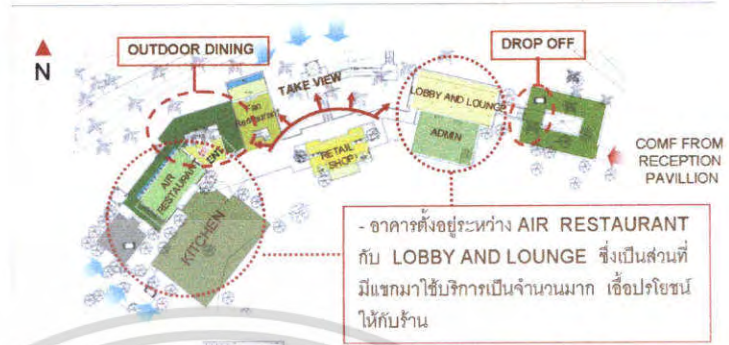 OUTDOOR DINING
DROP OFF
N
TAKE VIEW
LOBBY AND LOUNGE
Fan
Restaurant
ADMIN
RETAIL
SHOP
COMF FROM
RECEPTION
PAVILLION
AIR
RESTAURANT
KITCHEN
- อาคารตั้งอยู่ระหว่าง AIR RESTAURANT
กับ LOBBY AND LOUNGE ซึ่งเป็นส่วนที่
มีแขกมาใช้บริการเป็นจำนวนมาก เอื้อประโยชน์
ให้กับร้าน